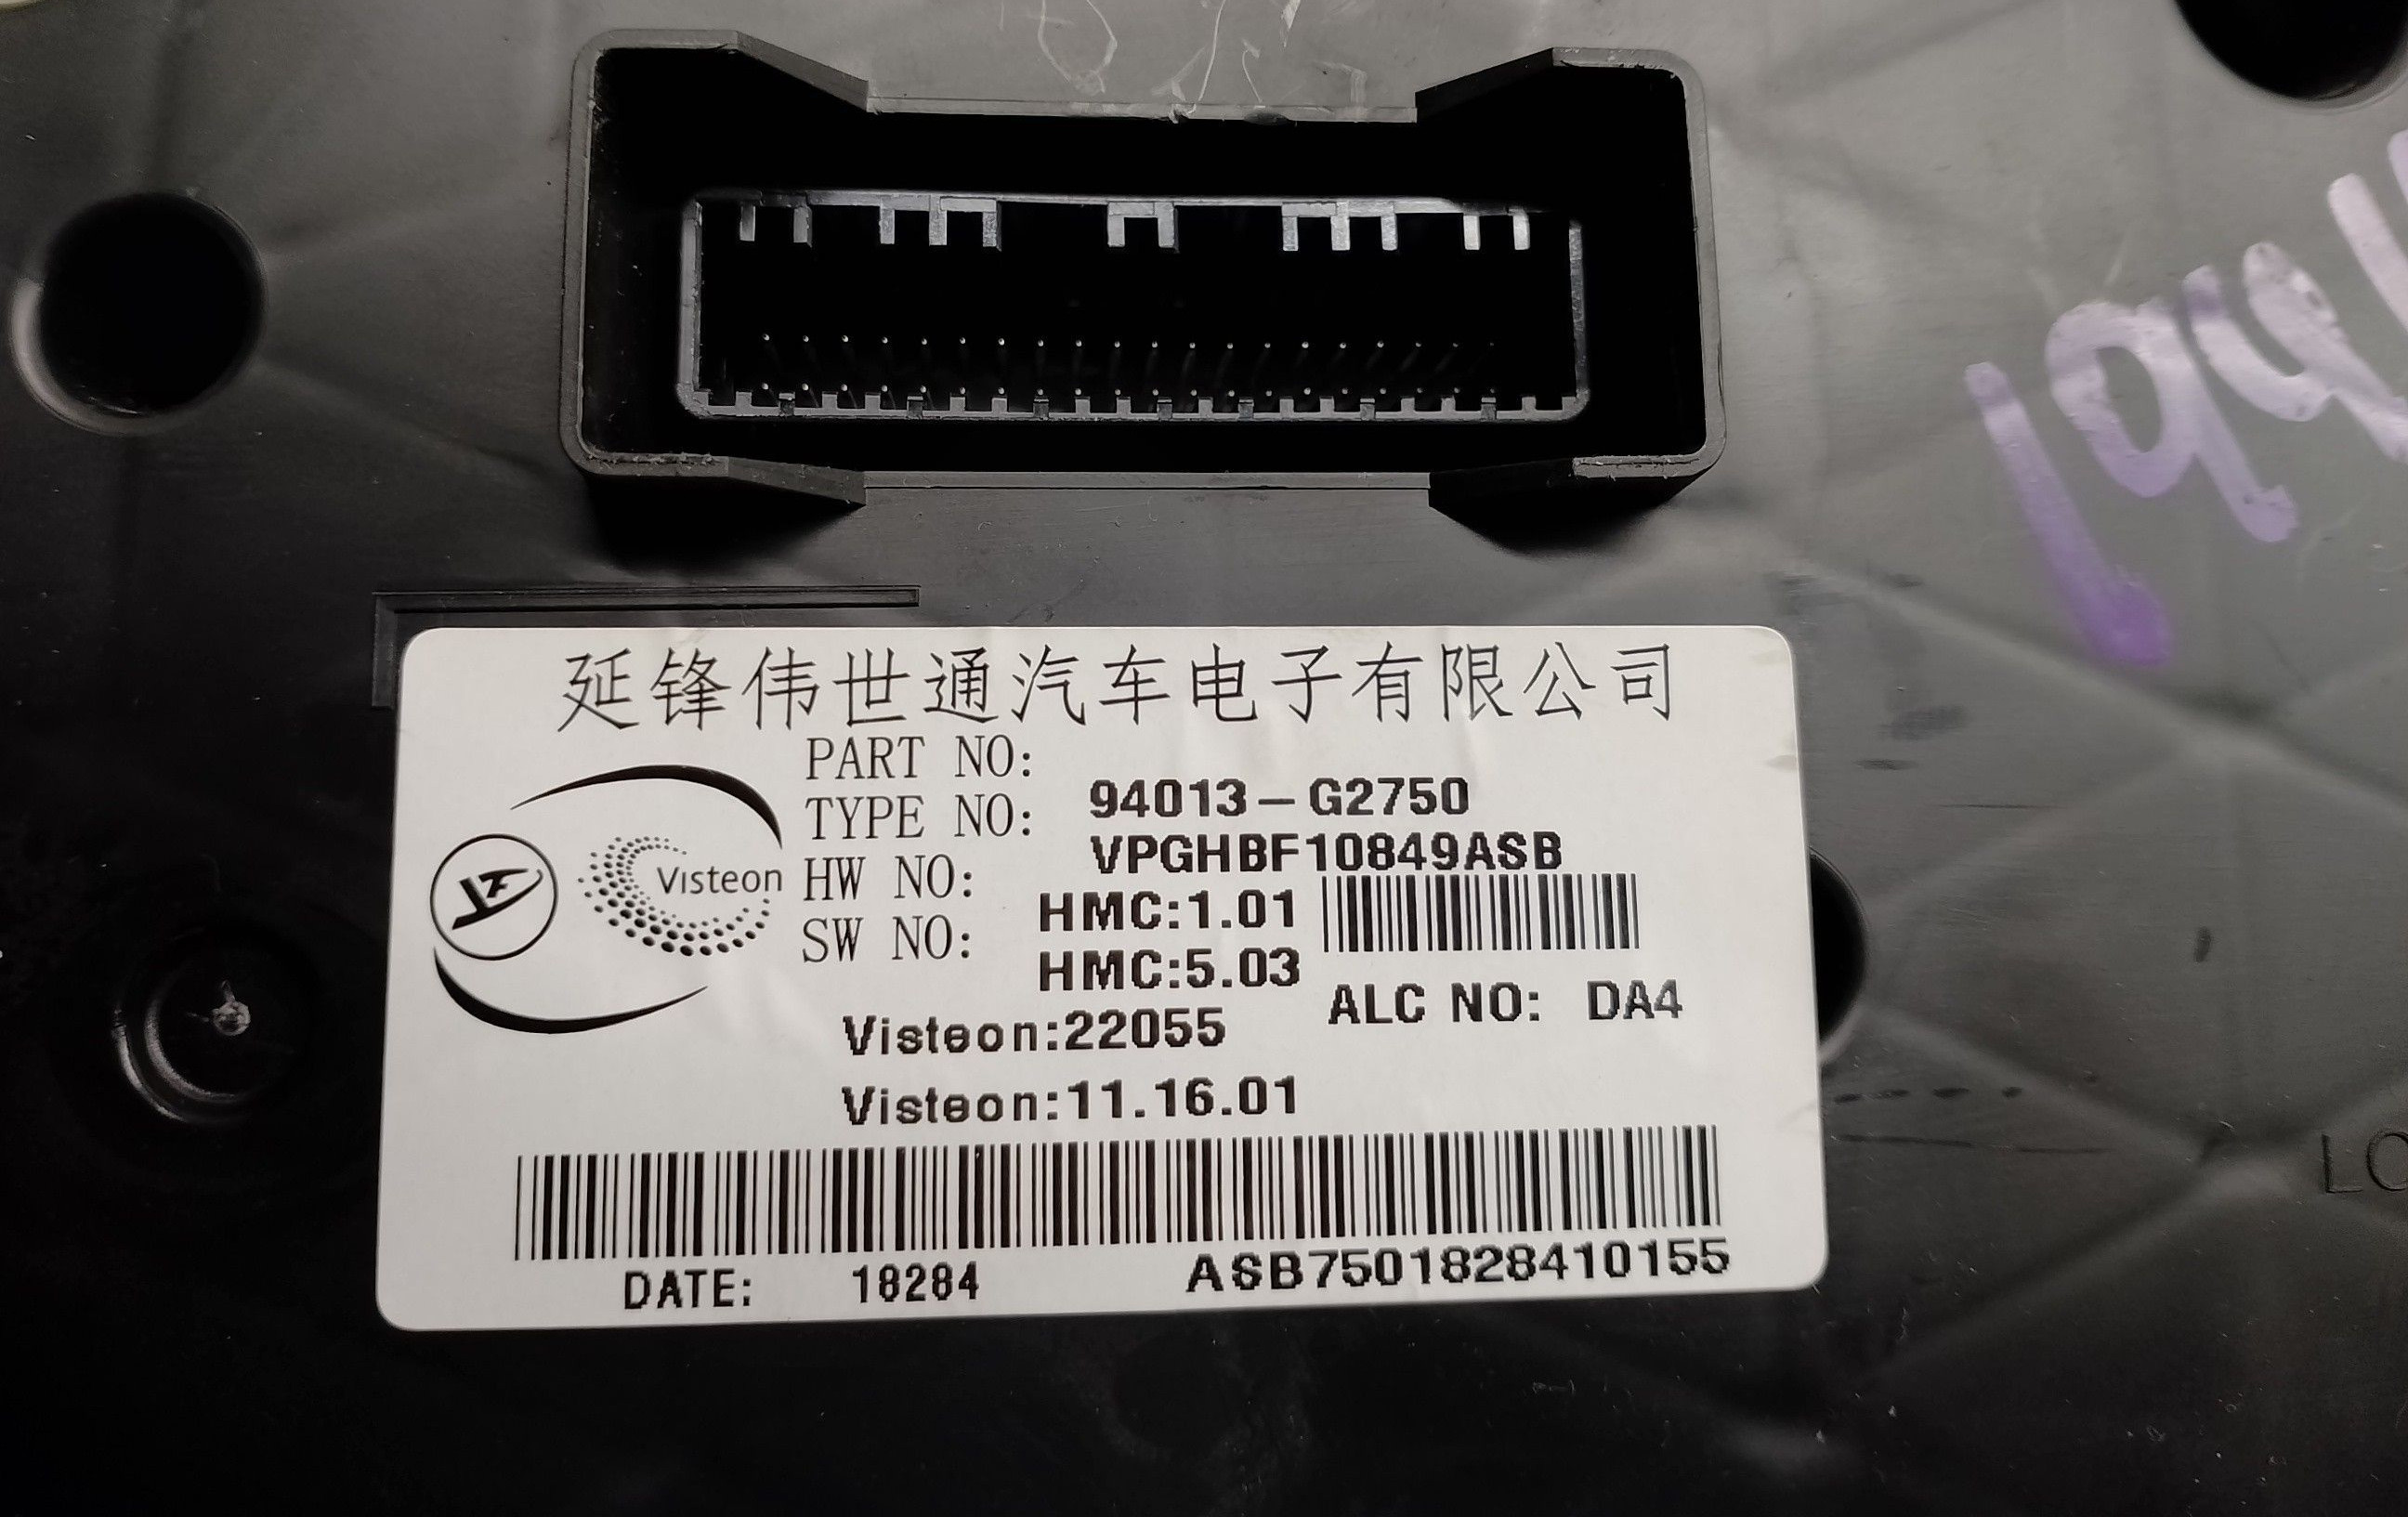 延锋伟世通汽车电子有限公司
PART NO: 94013-G2750
TYPE NO: VPGHBF10849ASB
HW NO: HMC:1.01
SW NO: HMC:5.03
Visteon
ALC NO: DA4
Visteon:22055
Visteon:11.16.01
DATE: 18284 ASB7501828410155